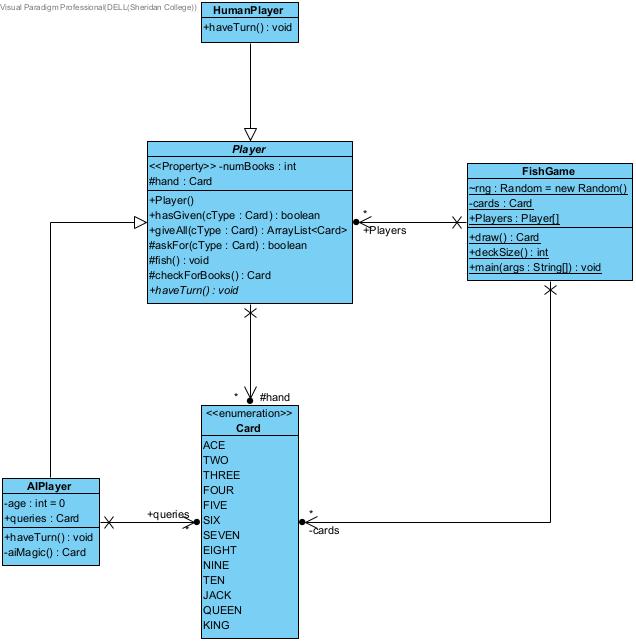 Visual Paradigm Professional(DELL(Sheridan College))
HumanPlayer
+haveTurn() : void
Player
<<Property>> -numBooks : int
#hand : Card
+Player()
+hasGiven(cType : Card) : boolean
+giveAll(cType : Card) : ArrayList<Card>
#askFor(cType : Card) : boolean
#fish() : void
#checkForBooks() : Card
+haveTurn() : void
*
+Players
FishGame
~rng : Random = new Random()
-cards : Card
+Players : Player[]
+draw() : Card
+deckSize() : int
+main(args : String[]) : void
* #hand
<<enumeration>>
Card
ACE
TWO
THREE
FOUR
FIVE
SIX
SEVEN
EIGHT
NINE
TEN
JACK
QUEEN
KING
AIPlayer
-age : int = 0
+queries : Card
+haveTurn() : void
-aiMagic() : Card
+queries
*
*
-cards